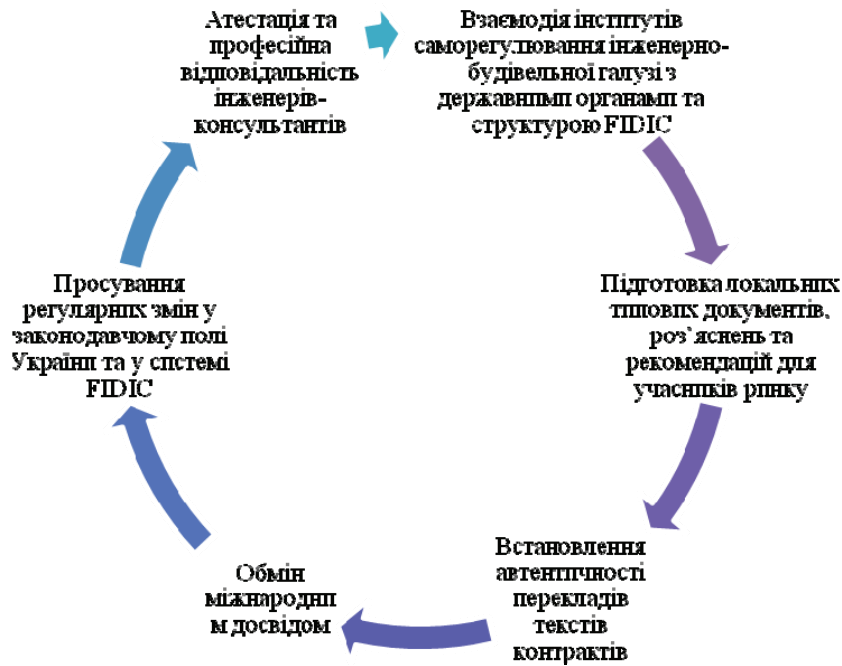 Атестація та
професійна
відповідальність
інженерів-
консультантів
Взаємодія інститутів
саморегулювання інженерно-
будівельної галузі з
державними органами та
структурою FIDIC
Підготовка локальних
типових документів,
роз`яснень та
рекомендацій для
учасників ринку
Встановлення
автентичності
перекладів
текстів
контрактів
Обмін
міжнародни
м досвідом
Просування
регулярних змін у
законодавчому полі
України та у системі
FIDIC